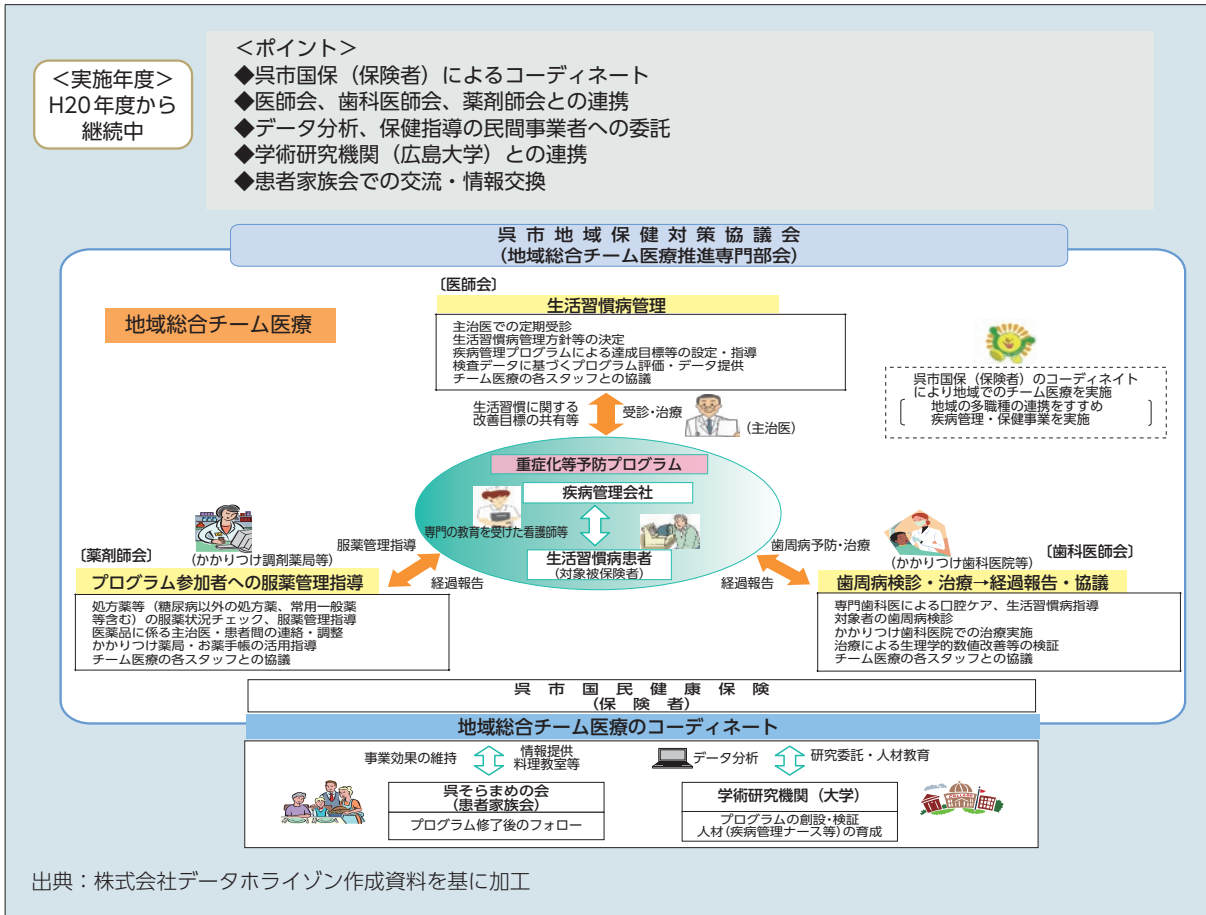 <実施年度>
H20年度から
継続中
<ポイント>
◆呉市国保（保険者）によるコーディネート
◆医師会、歯科医師会、薬剤師会との連携
◆データ分析、保健指導の民間事業者への委託
◆学術研究機関（広島大学）との連携
◆患者家族会での交流・情報交換
呉市地域保健対策協議会
(地域総合チーム医療推進専門部会)
地域総合チーム医療
〔医師会〕
生活習慣病管理
主治医での定期受診
生活習慣病管理方針等の決定
疾病管理プログラムによる達成目標等の設定・指導
検査データに基づくプログラム評価・データ提供
チーム医療の各スタッフとの協議
呉市国保（保険者）のコーディネイト
により地域でのチーム医療を実施
地域の多職種の連携をすすめ
疾病管理・保健事業を実施
生活習慣に関する
改善目標の共有等
受診・治療
(主治医)
重症化等予防プログラム
疾病管理会社
専門の教育を受けた看護師等
生活習慣病患者
(対象被保険者)
〔薬剤師会〕
(かかりつけ調剤薬局等)
服薬管理指導
経過報告
プログラム参加者への服薬管理指導
処方薬等（糖尿病以外の処方薬、常用一般薬
等含む）の服薬状況チェック、服薬管理指導
医薬品に係る主治医・患者間の連絡・調整
かかりつけ薬局・お薬手帳の活用指導
チーム医療の各スタッフとの協議
歯周病予防・治療
経過報告
(かかりつけ歯科医院等)
〔歯科医師会〕
歯周病検診・治療→経過報告・協議
専門歯科医による口腔ケア、生活習慣病指導
対象者の歯周病検診
かかりつけ歯科医院での治療実施
治療による生理学的数値改善等の検証
チーム医療の各スタッフとの協議
呉市国民健康保険
(保険者)
地域総合チーム医療のコーディネート
事業効果の維持
情報提供
料理教室等
呉そらまめの会
(患者家族会)
プログラム修了後のフォロー
データ分析
研究委託・人材教育
学術研究機関（大学）
プログラムの創設・検証
人材(疾病管理ナース等)の育成
COLLEGE
出典：株式会社データホライゾン作成資料を基に加工